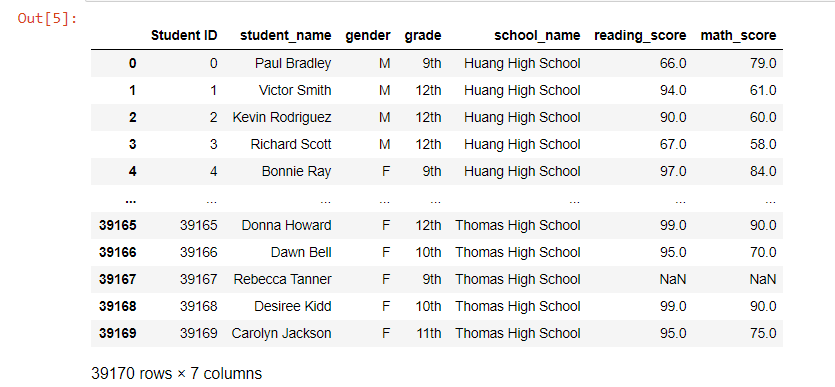 Out[5]:
Student ID student_name gender grade school_name reading_score math_score
0 0 Paul Bradley M 9th Huang High School 66.0 79.0
1 1 Victor Smith M 12th Huang High School 94.0 61.0
2 2 Kevin Rodriguez M 12th Huang High School 90.0 60.0
3 3 Richard Scott M 12th Huang High School 67.0 58.0
4 4 Bonnie Ray F 9th Huang High School 97.0 84.0
... ... ... ... ... ... ... ...
39165 39165 Donna Howard F 12th Thomas High School 99.0 90.0
39166 39166 Dawn Bell F 10th Thomas High School 95.0 70.0
39167 39167 Rebecca Tanner F 9th Thomas High School NaN NaN
39168 39168 Desiree Kidd F 10th Thomas High School 99.0 90.0
39169 39169 Carolyn Jackson F 11th Thomas High School 95.0 75.0
39170 rows × 7 columns